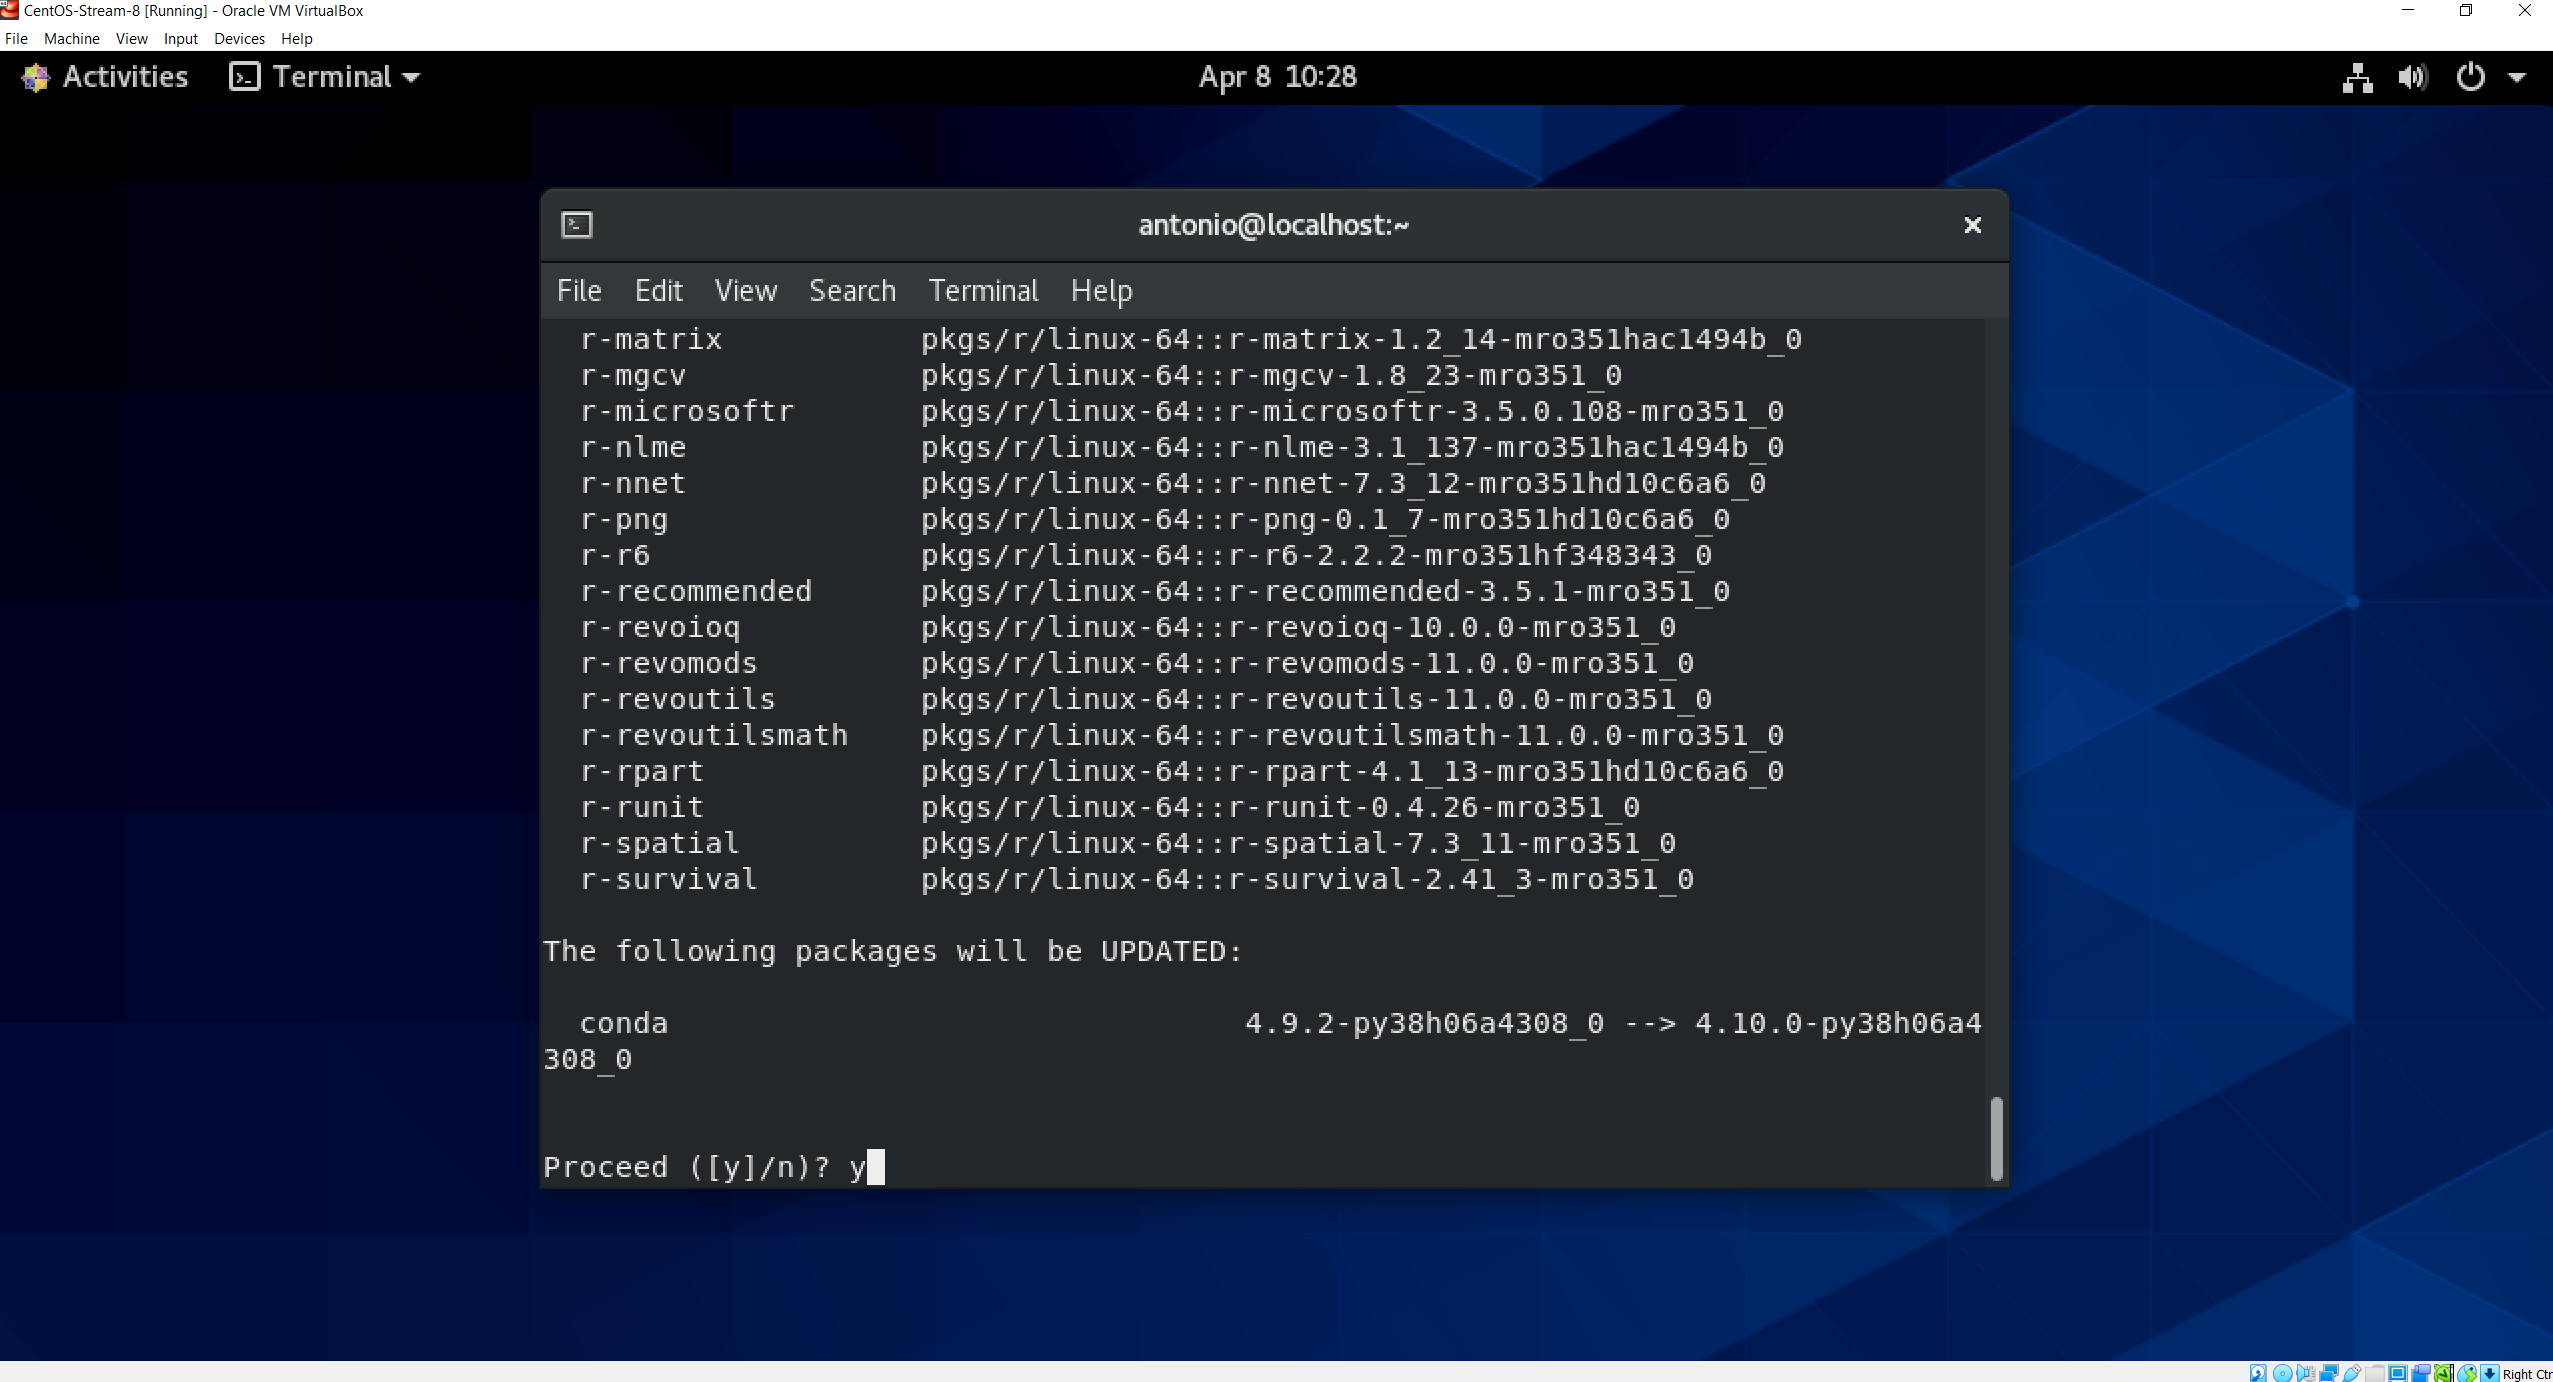 CentOS-Stream-8 [Running] - Oracle VM VirtualBox
File Machine View Input Devices Help
Activities Terminal Apr 8 10:28
antonio@localhost:~
File Edit View Search Terminal Help
r-matrix pkgs/r/linux-64::r-matrix-1.2_14-mro351hac1494b_0
r-mgcv pkgs/r/linux-64::r-mgcv-1.8_23-mro351_0
r-microsoftr pkgs/r/linux-64::r-microsoftr-3.5.0.108-mro351_0
r-nlme pkgs/r/linux-64::r-nlme-3.1_137-mro351hac1494b_0
r-nnet pkgs/r/linux-64::r-nnet-7.3_12-mro351hd10c6a6_0
r-png pkgs/r/linux-64::r-png-0.1_7-mro351hd10c6a6_0
r-r6 pkgs/r/linux-64::r-r6-2.2.2-mro351hf348343_0
r-recommended pkgs/r/linux-64::r-recommended-3.5.1-mro351_0
r-revoioq pkgs/r/linux-64::r-revoioq-10.0.0-mro351_0
r-revomods pkgs/r/linux-64::r-revomods-11.0.0-mro351_0
r-revoutils pkgs/r/linux-64::r-revoutils-11.0.0-mro351_0
r-revoutilsmath pkgs/r/linux-64::r-revoutilsmath-11.0.0-mro351_0
r-rpart pkgs/r/linux-64::r-rpart-4.1_13-mro351hd10c6a6_0
r-runit pkgs/r/linux-64::r-runit-0.4.26-mro351_0
r-spatial pkgs/r/linux-64::r-spatial-7.3_11-mro351_0
r-survival pkgs/r/linux-64::r-survival-2.41_3-mro351_0
The following packages will be UPDATED:
conda 4.9.2-py38h06a4308_0 --> 4.10.0-py38h06a4
308_0
Proceed ([y]/n)? y
Right Ctr